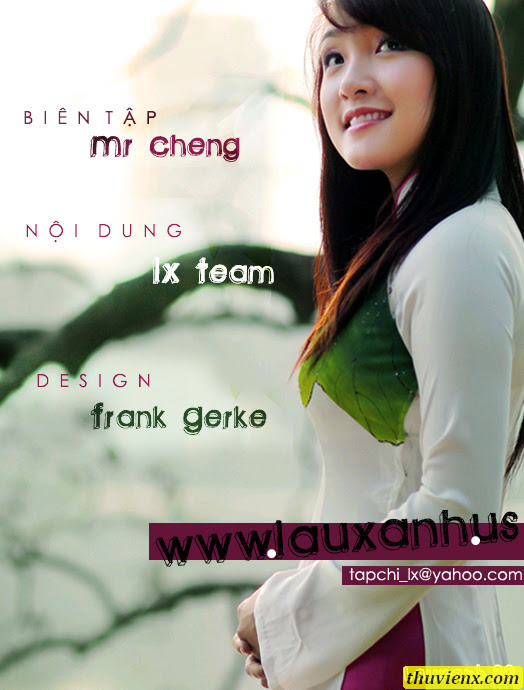 BIÊN TẬP
Mr Cheng
NỘI DUNG
lx team
DESIGN
frank Gerke
www.lauxanh.us
tapchi_lx@yahoo.com
thuvienx.com